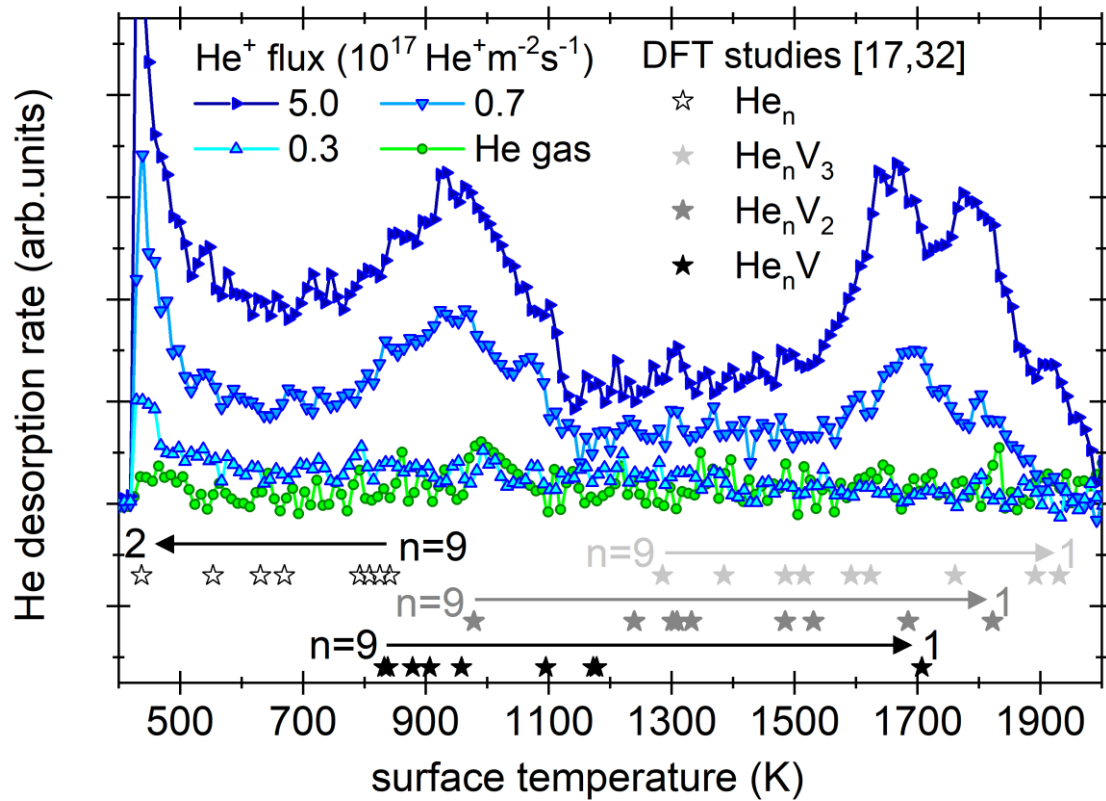 He⁺ flux (10¹⁷ He⁺m⁻²s⁻¹)
5.0
0.7
0.3
He gas
DFT studies [17,32]
Heₙ
HeₙV₃
HeₙV₂
HeₙV
He desorption rate (arb.units)
2 n=9
n=9 1
n=9 1
n=9 1
500 700 900 1100 1300 1500 1700 1900
surface temperature (K)